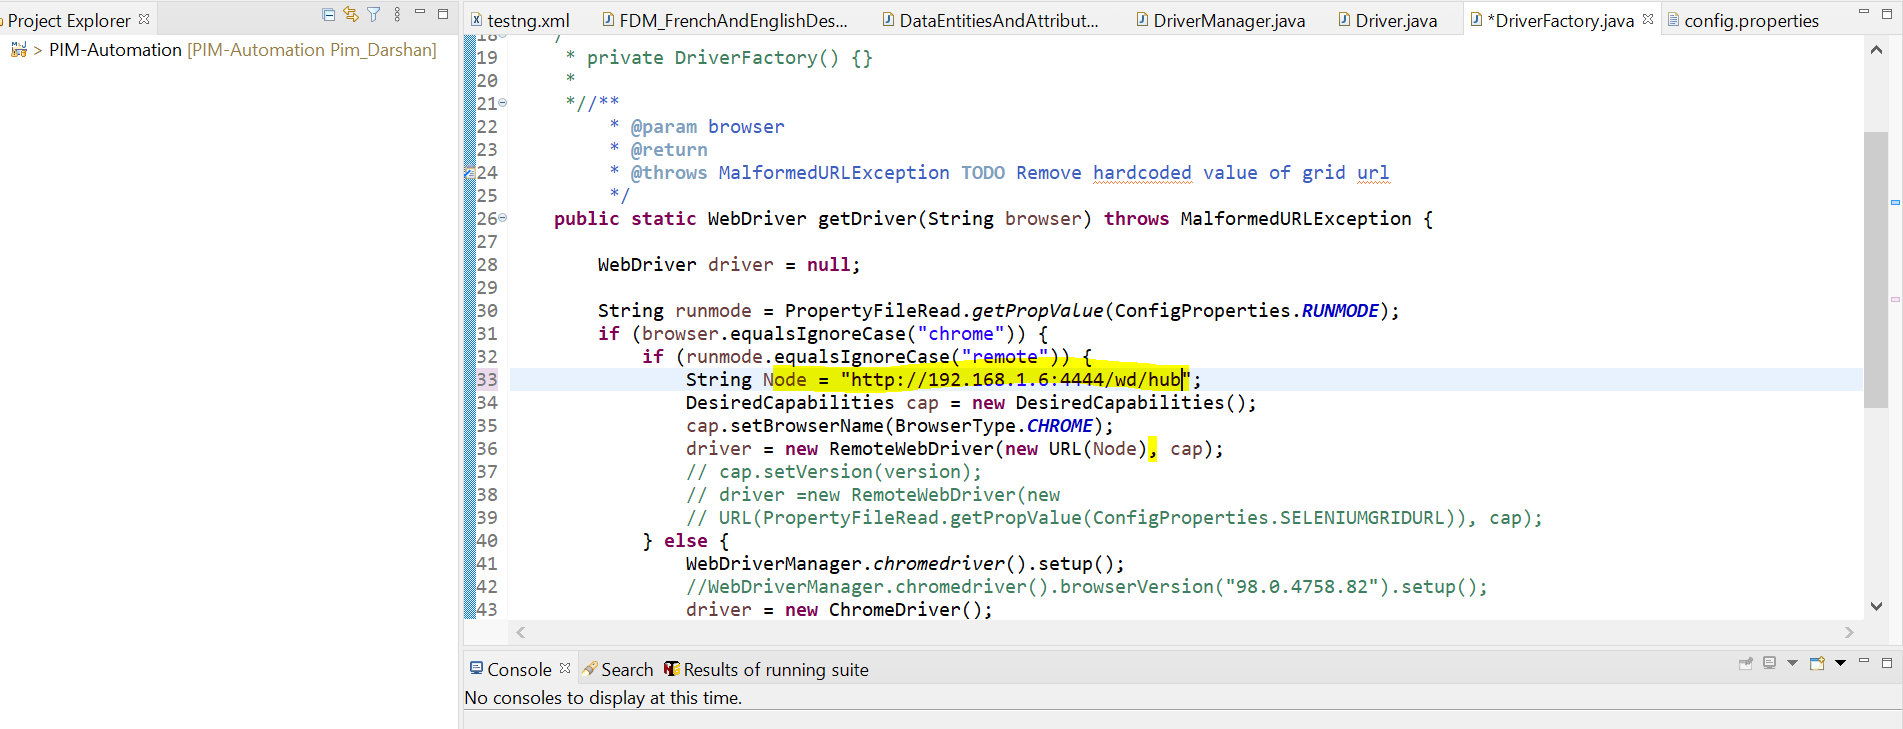 Project Explorer
> PIM-Automation [PIM-Automation Pim_Darshan]
testng.xml FDM_FrenchAndEnglishDes... DataEntitiesAndAttribut... DriverManager.java Driver.java *DriverFactory.java config.properties
18 /*
19 * private DriverFactory() {}
20 *
21 *//**
22 * @param browser
23 * @return
24 * @throws MalformedURLException TODO Remove hardcoded value of grid url
25 */
26 public static WebDriver getDriver(String browser) throws MalformedURLException {
27
28 WebDriver driver = null;
29
30 String runmode = PropertyFileRead.getPropValue(ConfigProperties.RUNMODE);
31 if (browser.equalsIgnoreCase("chrome")) {
32 if (runmode.equalsIgnoreCase("remote")) {
33 String Node = "http://192.168.1.6:4444/wd/hub";
34 DesiredCapabilities cap = new DesiredCapabilities();
35 cap.setBrowserName(BrowserType.CHROME);
36 driver = new RemoteWebDriver(new URL(Node), cap);
37 // cap.setVersion(version);
38 // driver =new RemoteWebDriver(new
39 // URL(PropertyFileRead.getPropValue(ConfigProperties.SELENIUMGRIDURL)), cap);
40 } else {
41 WebDriverManager.chromedriver().setup();
42 //WebDriverManager.chromedriver().browserVersion("98.0.4758.82").setup();
43 driver = new ChromeDriver();
Console Search Results of running suite
No consoles to display at this time.